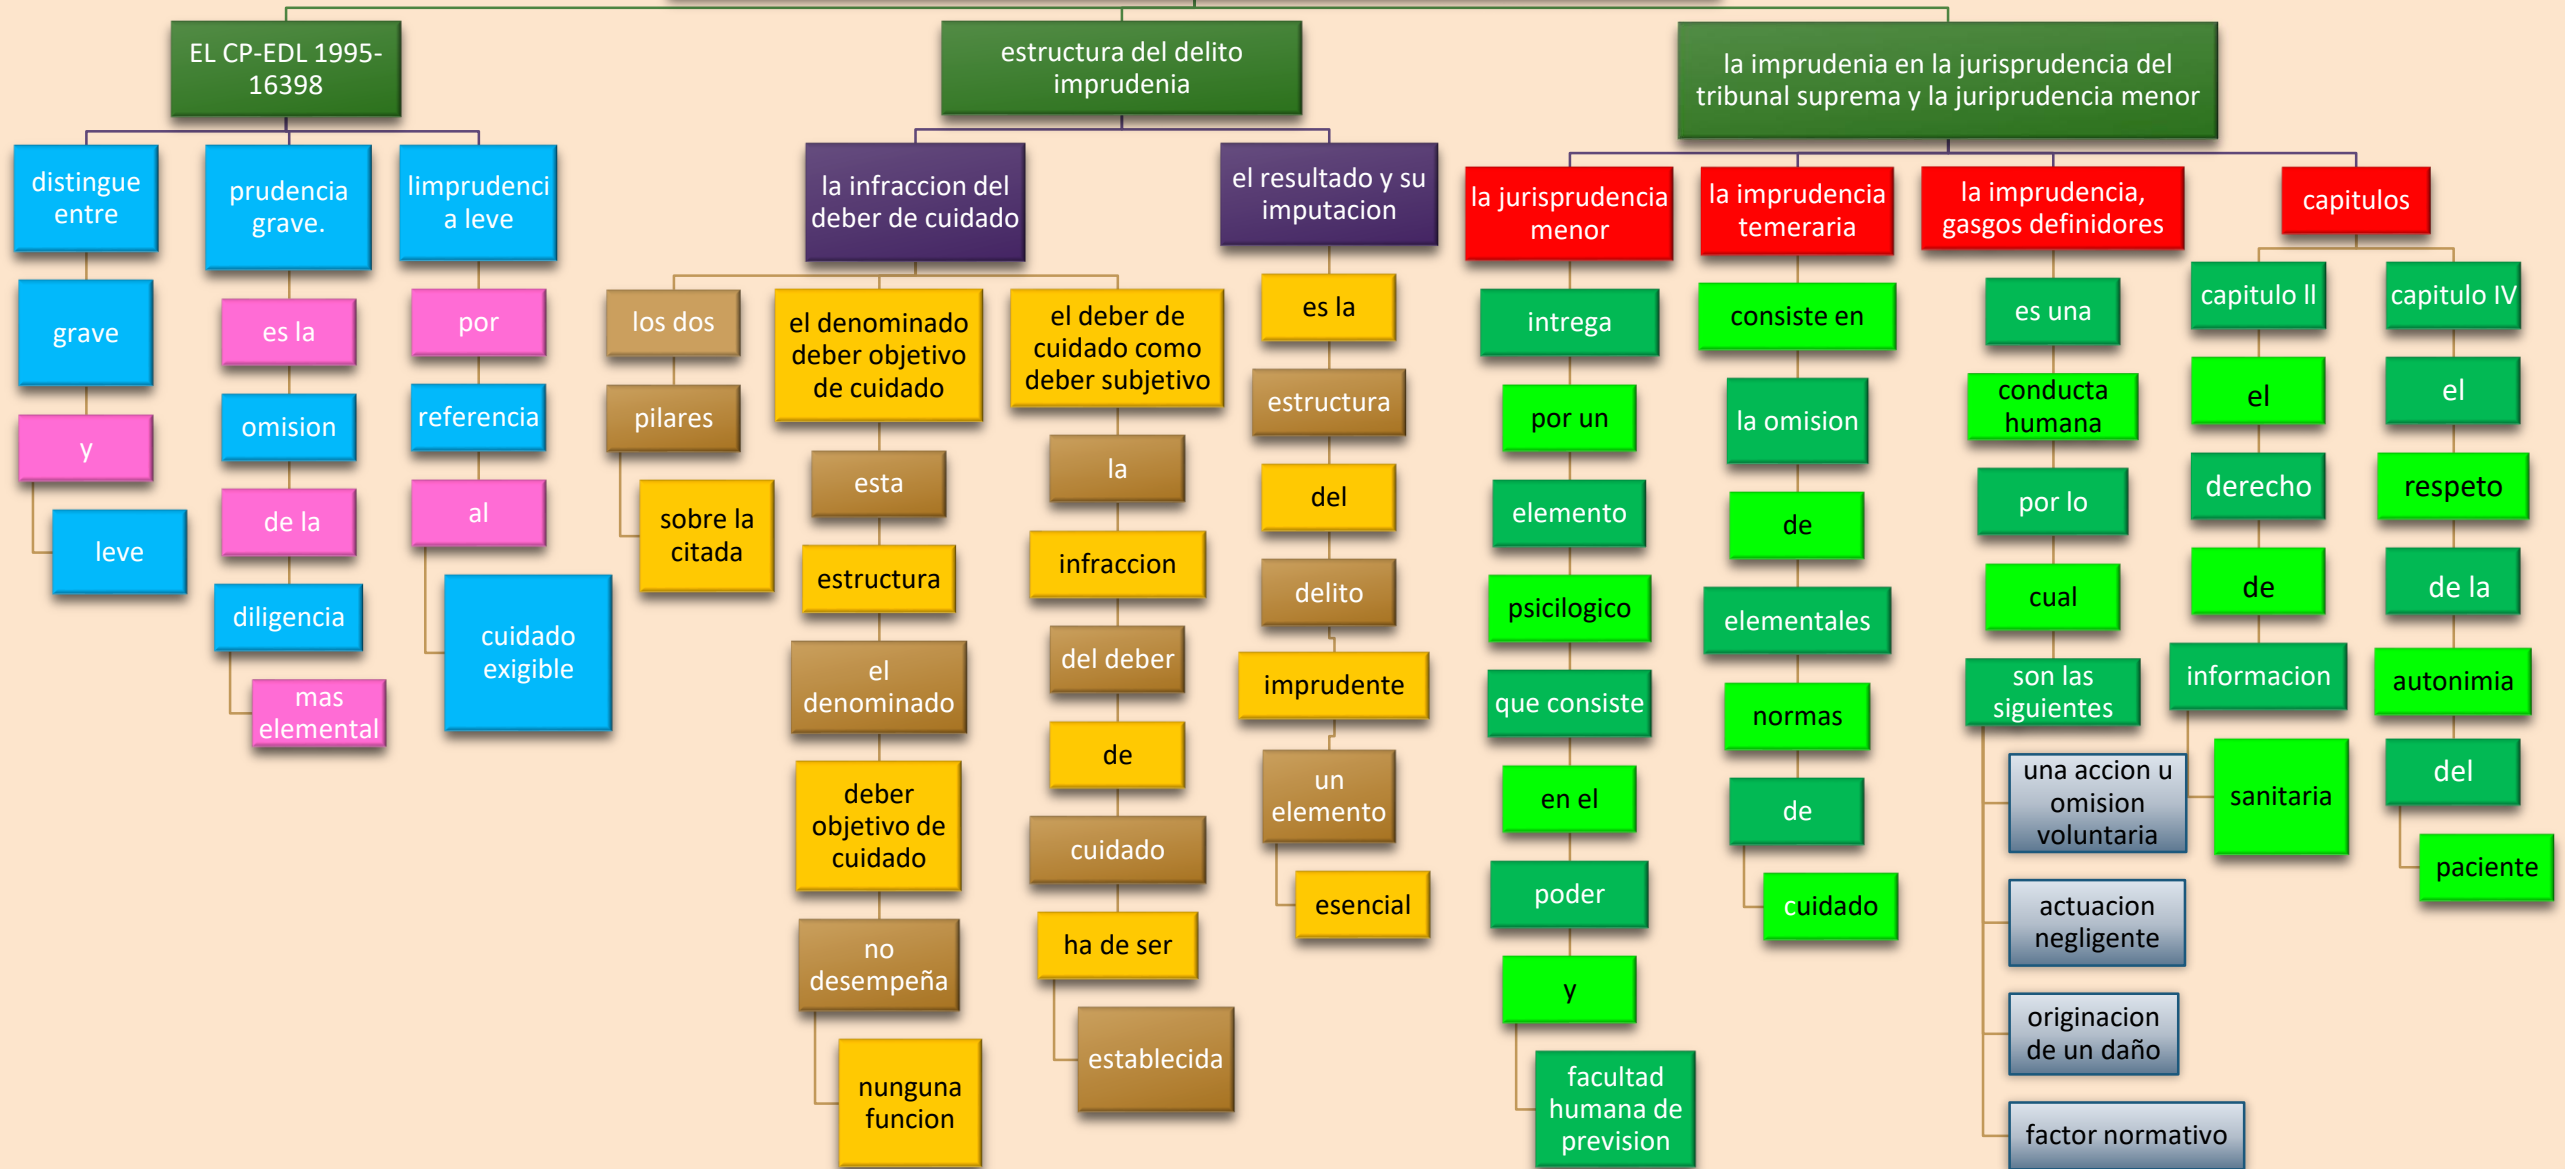 EL CP-EDL 1995-
16398
distingue
entre
grave
y
leve
prudencia
grave.
es la
omision
de la
diligencia
mas
elemental
limprudenci
a leve
por
referencia
al
cuidado
exigible
estructura del delito
imprudenia
la infraccion del
deber de cuidado
los dos
pilares
sobre la
citada
el denominado
deber objetivo
de cuidado
esta
estructura
el
denominado
deber
objetivo de
cuidado
no
desempeña
nunguna
funcion
el deber de
cuidado como
deber subjetivo
la
infraccion
del deber
de
cuidado
ha de ser
establecida
el resultado y su
imputacion
es la
estructura
del
delito
imprudente
un
elemento
esencial
la imprudenia en la jurisprudencia del
tribunal suprema y la juriprudencia menor
la jurisprudencia
menor
intrega
por un
elemento
psicilogico
que consiste
en el
poder
y
facultad
humana de
prevision
la imprudencia
temeraria
consiste en
la omision
de
elementales
normas
de
cuidado
la imprudencia,
gasgos definidores
es una
conducta
humana
por lo
cual
son las
siguientes
una accion u
omision
voluntaria
actuacion
negligente
originacion
de un daño
factor normativo
capitulos
capitulo ll
el
derecho
de
informacion
sanitaria
capitulo IV
el
respeto
de la
autonimia
del
paciente